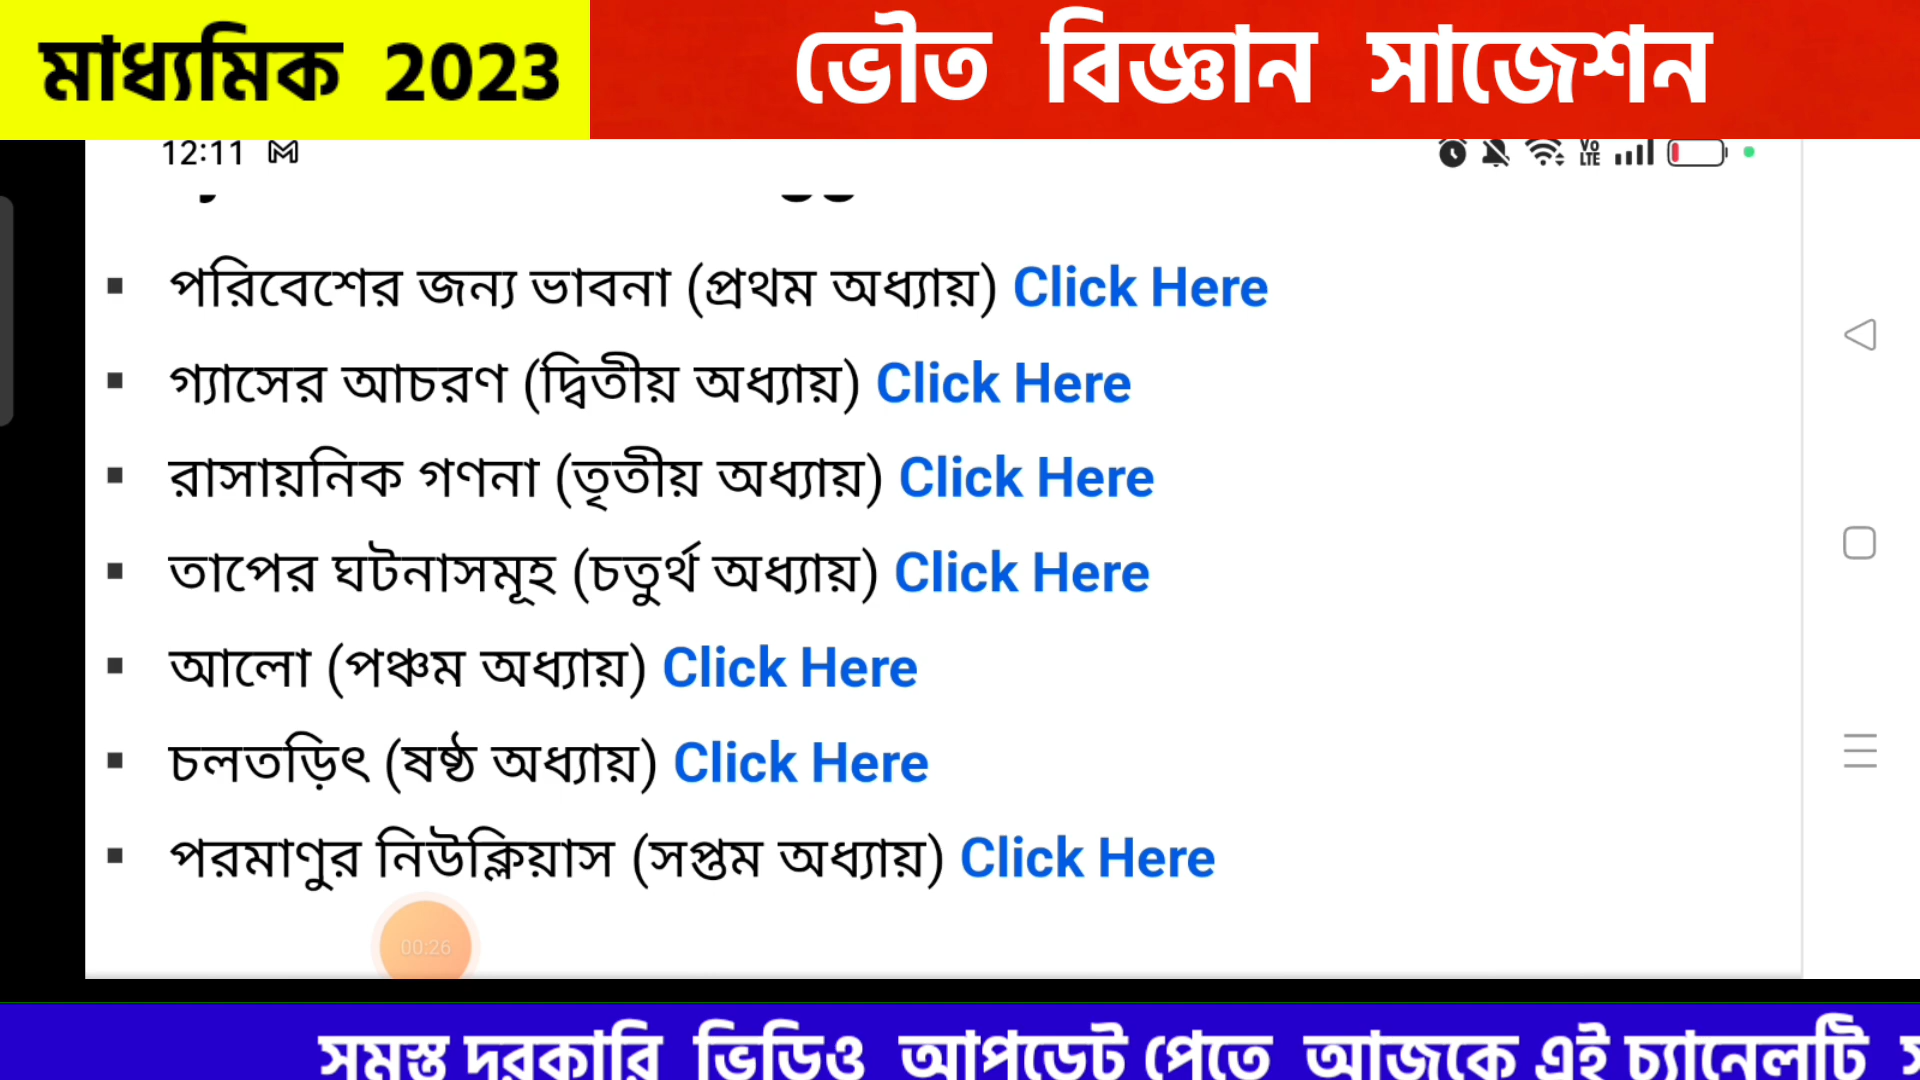 মাধ্যমিক 2023
ভৌত বিজ্ঞান সাজেশন
12:11
VoLTE
পরিবেশের জন্য ভাবনা (প্রথম অধ্যায়) Click Here
গ্যাসের আচরণ (দ্বিতীয় অধ্যায়) Click Here
রাসায়নিক গণনা (তৃতীয় অধ্যায়) Click Here
তাপের ঘটনাসমূহ (চতুর্থ অধ্যায়) Click Here
আলো (পঞ্চম অধ্যায়) Click Here
চলতড়িৎ (ষষ্ঠ অধ্যায়) Click Here
পরমাণুর নিউক্লিয়াস (সপ্তম অধ্যায়) Click Here
00:26
সমস্ত দরকারি ভিডিও আপডেট পেতে আজকে এই চ্যানেলটি